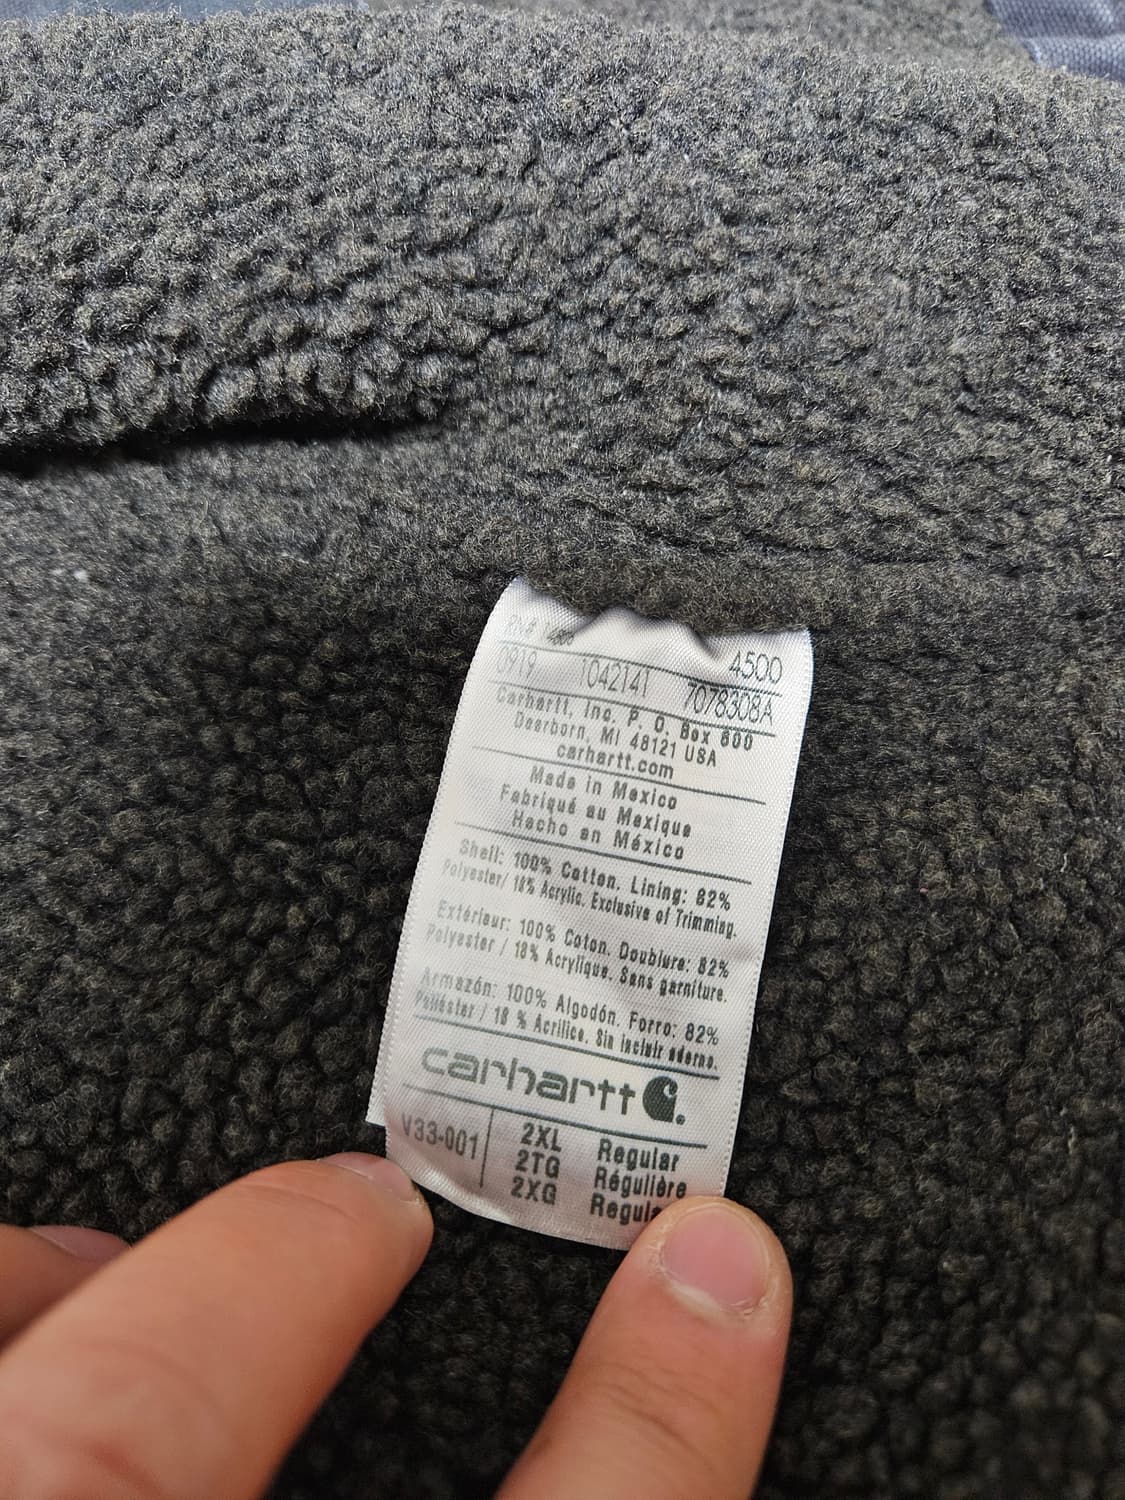 4500
0919 1042141 7078308A
Carhartt, Inc. P. O. Box 600
Dearborn, MI 48121 USA
carhartt.com
Made in Mexico
Fabriqué au Mexique
Hecho en México
Shell: 100% Cotton. Lining: 82%
Polyester/ 18% Acrylic. Exclusive of Trimming.
Extérieur: 100% Coton. Doublure: 82%
Polyester / 18% Acrylique. Sans garniture.
Armazón: 100% Algodón. Forro: 82%
Poliéster / 18 % Acrílico. Sin incluir adorno.
carhartt
V33-001 2XL Regular
2TG Régulière
2XG Regula